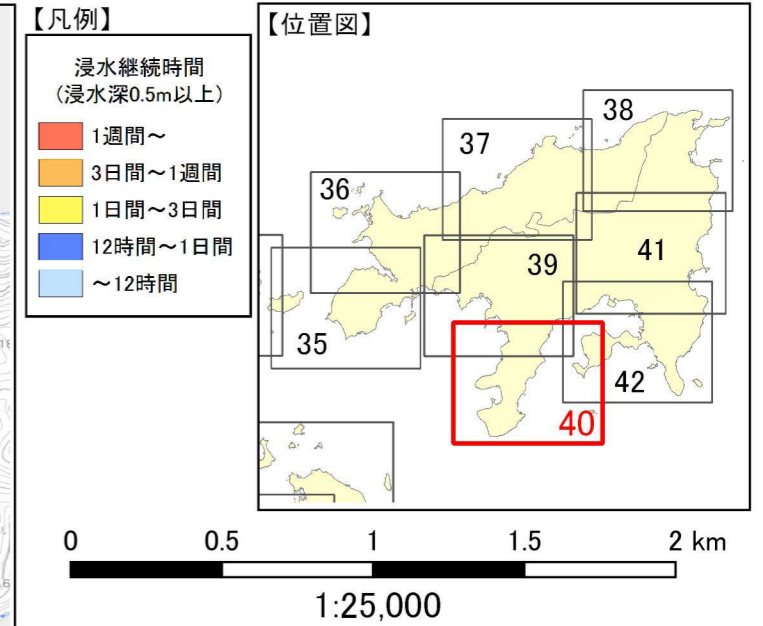 【凡例】
浸水継続時間
(浸水深0.5m以上)
1週間～
3日間～1週間
1日間～3日間
12時間～1日間
～12時間
【位置図】
38
37
36
41
39
35
42
40
0 0.5 1 1.5 2 km
1:25,000